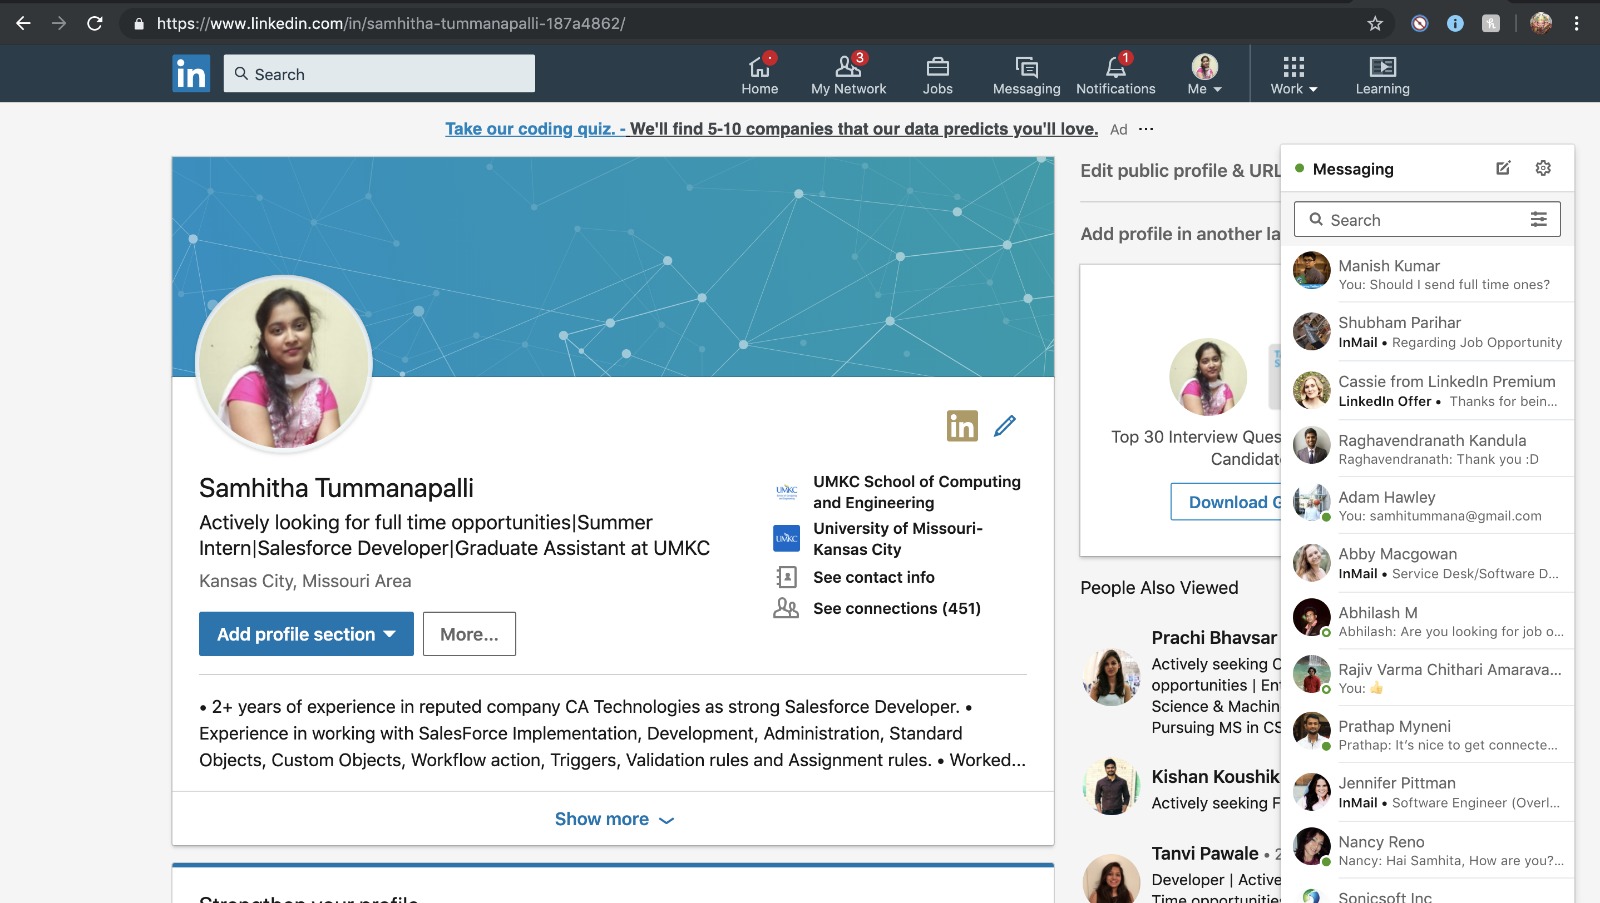 https://www.linkedin.com/in/samhitha-tummanapalli-187a4862/
in
Search
Home
3
My Network
Jobs
Messaging
1
Notifications
Me
Work
Learning
Take our coding quiz. - We'll find 5-10 companies that our data predicts you'll love. Ad ...
in
Samhitha Tummanapalli
Actively looking for full time opportunities|Summer
Intern|Salesforce Developer|Graduate Assistant at UMKC
Kansas City, Missouri Area
Add profile section
More...
UMKC
UMKC School of Computing
and Engineering
UMKC
University of Missouri-
Kansas City
See contact info
See connections (451)
• 2+ years of experience in reputed company CA Technologies as strong Salesforce Developer. •
Experience in working with SalesForce Implementation, Development, Administration, Standard
Objects, Custom Objects, Workflow action, Triggers, Validation rules and Assignment rules. • Worked...
Show more
Edit public profile & URL
Add profile in another la
Top 30 Interview Ques
Candidat
Download G
People Also Viewed
Prachi Bhavsar
Actively seeking C
opportunities | En
Science & Machin
Pursuing MS in CS
Kishan Koushik
Actively seeking F
Tanvi Pawale • 2
Developer | Active
Time opportunitie
Messaging
Search
Manish Kumar
You: Should I send full time ones?
Shubham Parihar
InMail • Regarding Job Opportunity
Cassie from LinkedIn Premium
LinkedIn Offer • Thanks for bein...
Raghavendranath Kandula
Raghavendranath: Thank you :D
Adam Hawley
You: samhitummana@gmail.com
Abby Macgowan
InMail • Service Desk/Software D...
Abhilash M
Abhilash: Are you looking for job o...
Rajiv Varma Chithari Amarava...
You: 👍
Prathap Myneni
Prathap: It's nice to get connecte...
Jennifer Pittman
InMail • Software Engineer (Overl...
Nancy Reno
Nancy: Hai Samhita, How are you?...
Sonicsoft Inc
Strengthen your profile